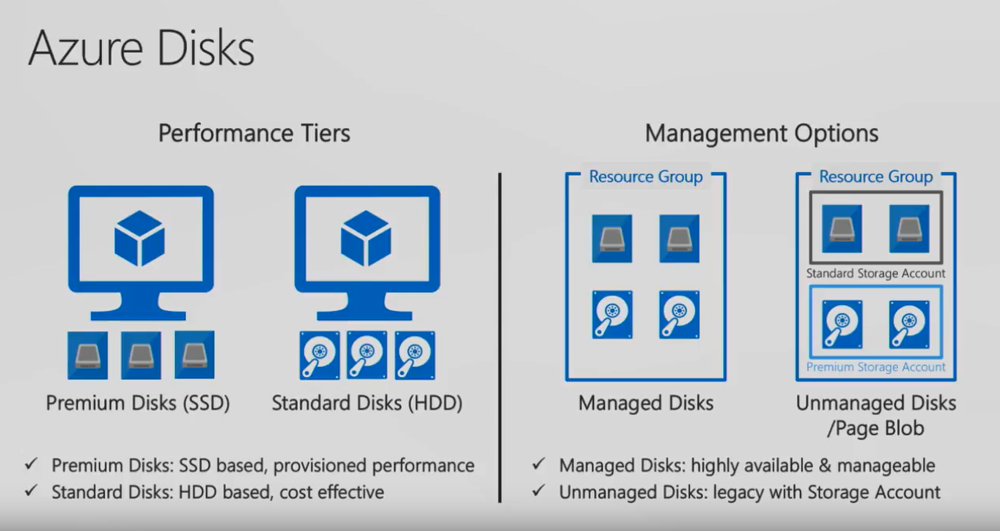 Azure Disks
Performance Tiers
Premium Disks (SSD)
Standard Disks (HDD)
✓ Premium Disks: SSD based, provisioned performance
✓ Standard Disks: HDD based, cost effective
Management Options
Resource Group
Managed Disks
Resource Group
Standard Storage Account
Premium Storage Account
Unmanaged Disks
/Page Blob
✓ Managed Disks: highly available & manageable
✓ Unmanaged Disks: legacy with Storage Account